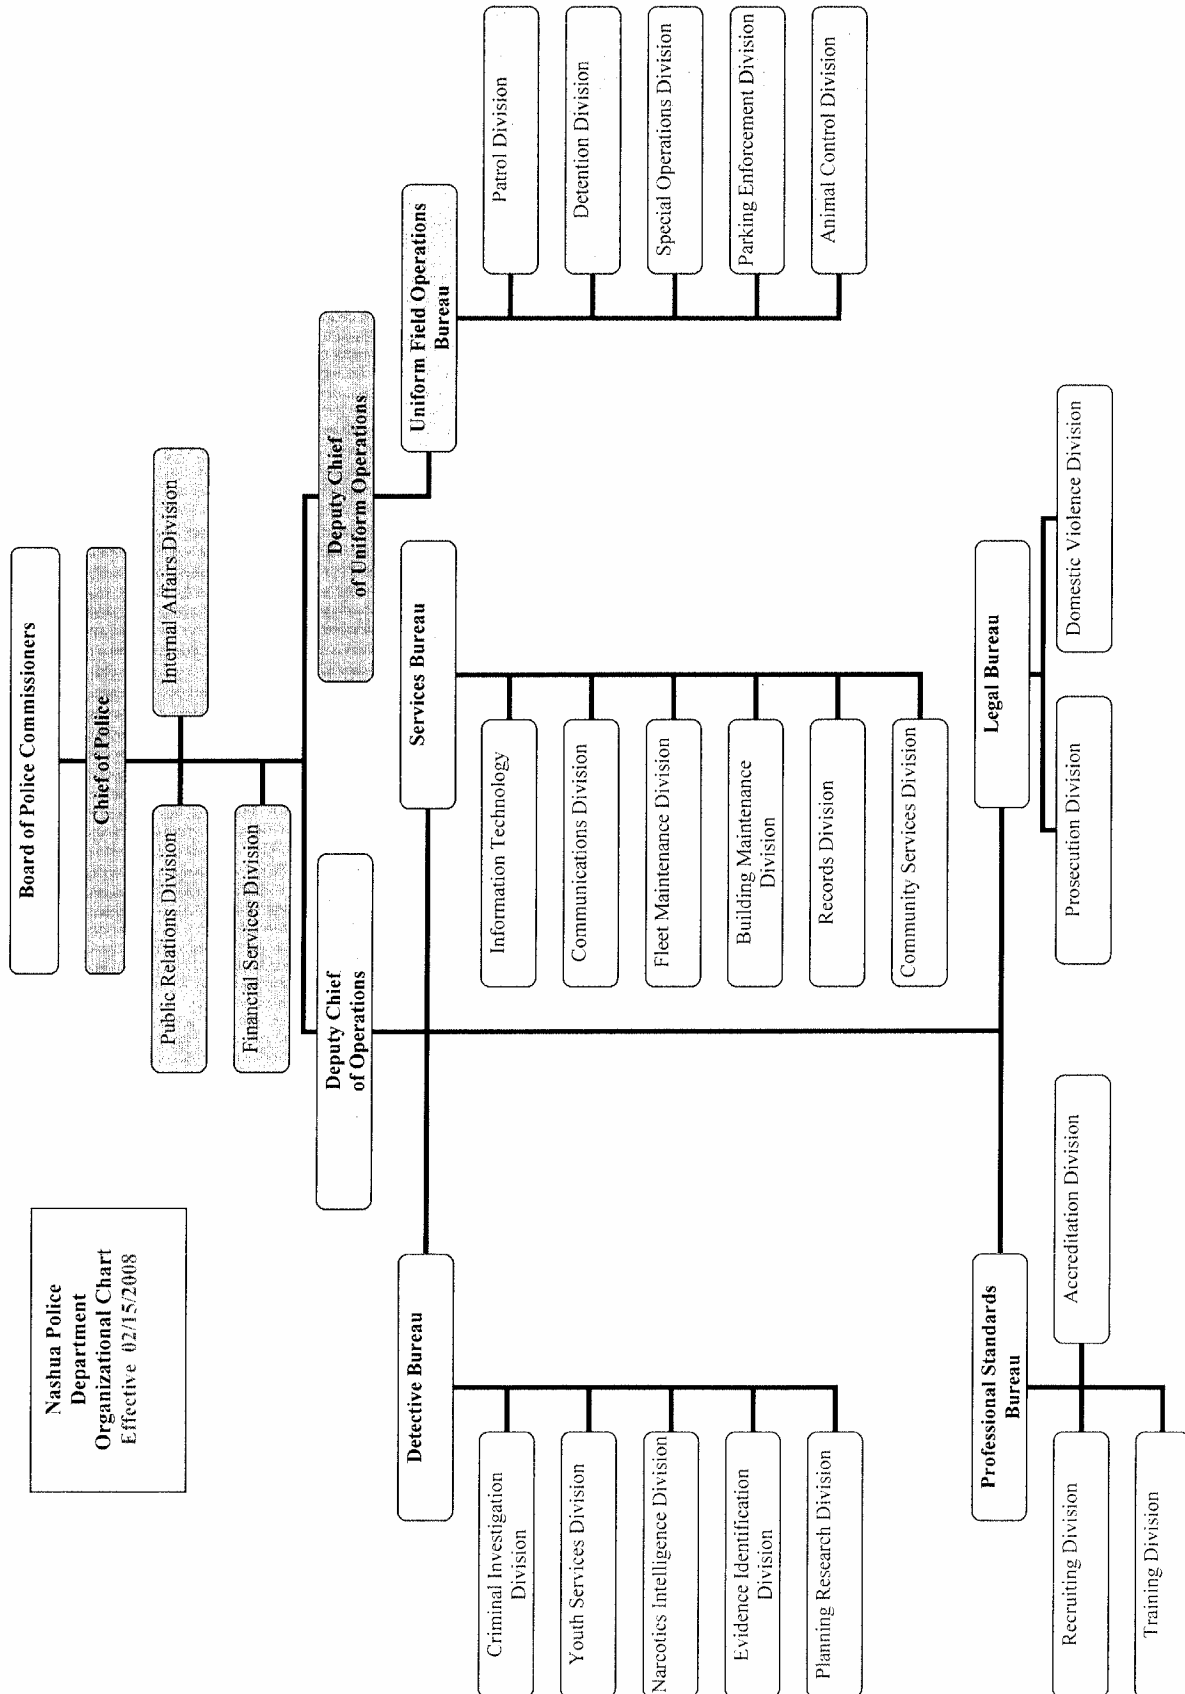 Nashua Police
Department
Organizational Chart
Effective 02/15/2008
Board of Police Commissioners
Chief of Police
Public Relations Division
Internal Affairs Division
Financial Services Division
Deputy Chief
of Operations
Deputy Chief
of Uniform Operations
Detective Bureau
Criminal Investigation
Division
Youth Services Division
Narcotics Intelligence Division
Evidence Identification
Division
Planning Research Division
Services Bureau
Information Technology
Communications Division
Fleet Maintenance Division
Building Maintenance
Division
Records Division
Community Services Division
Uniform Field Operations
Bureau
Patrol Division
Detention Division
Special Operations Division
Parking Enforcement Division
Animal Control Division
Professional Standards
Bureau
Recruiting Division
Accreditation Division
Training Division
Legal Bureau
Prosecution Division
Domestic Violence Division